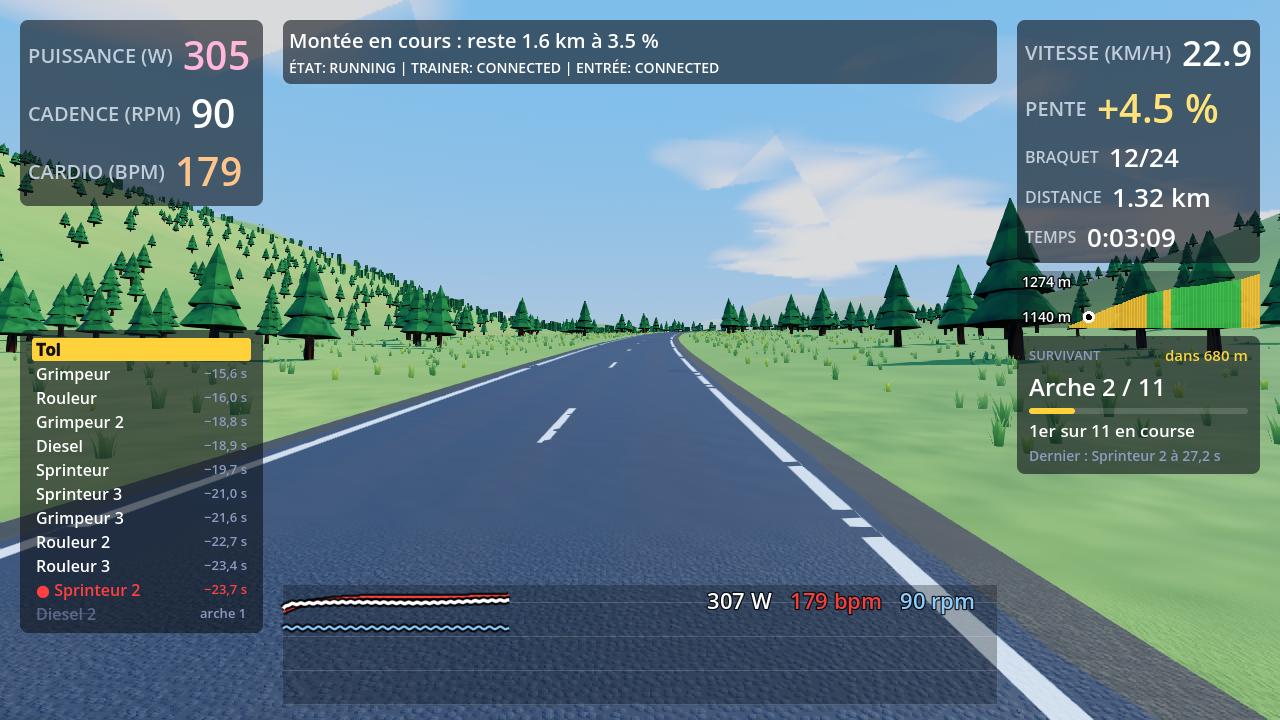 PUISSANCE (W) 305
CADENCE (RPM) 90
CARDIO (BPM) 179
Montée en cours : reste 1.6 km à 3.5 %
ÉTAT: RUNNING | TRAINER: CONNECTED | ENTRÉE: CONNECTED
VITESSE (KM/H) 22.9
PENTE +4.5 %
BRAQUET 12/24
DISTANCE 1.32 km
TEMPS 0:03:09
1274 m
1140 m
SURVIVANT dans 680 m
Arche 2 / 11
1er sur 11 en course
Dernier : Sprinteur 2 à 27,2 s
Toi
Grimpeur −15,6 s
Rouleur −16,0 s
Grimpeur 2 −18,8 s
Diesel −18,9 s
Sprinteur −19,7 s
Sprinteur 3 −21,0 s
Grimpeur 3 −21,6 s
Rouleur 2 −22,7 s
Rouleur 3 −23,4 s
Sprinteur 2 −23,7 s
Diesel 2 arche 1
307 W 179 bpm 90 rpm